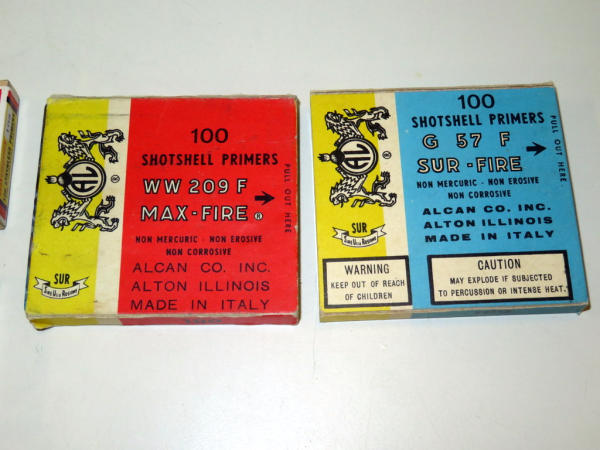 100
SHOTSHELL PRIMERS
WW 209 F
MAX-FIRE ®
NON MERCURIC - NON EROSIVE
NON CORROSIVE
ALCAN CO. INC.
ALTON ILLINOIS
MADE IN ITALY
PULL OUT HERE
AL
®
SUR
100
SHOTSHELL PRIMERS
G 57 F
SUR-FIRE
NON MERCURIC - NON EROSIVE
NON CORROSIVE
ALCAN CO. INC.
ALTON ILLINOIS
MADE IN ITALY
PULL OUT HERE
AL
®
SUR
WARNING
KEEP OUT OF REACH
OF CHILDREN
CAUTION
MAY EXPLODE IF SUBJECTED
TO PERCUSSION OR INTENSE HEAT.